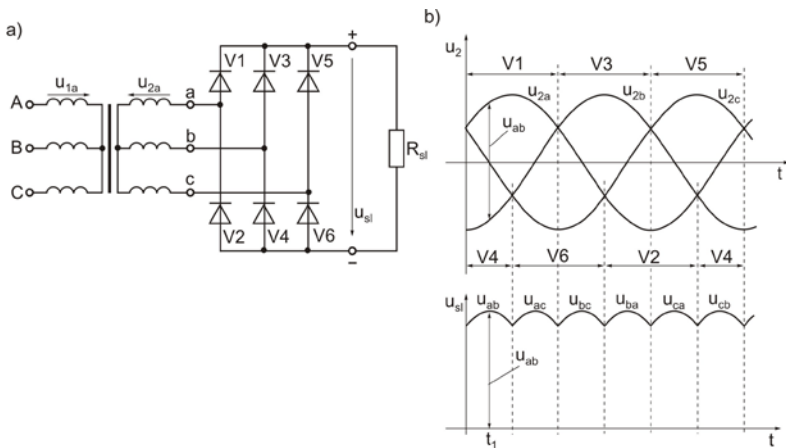 a)
u1a
u2a
A
B
C
a
b
c
V1
V3
V5
V2
V4
V6
+
–
usl
Rsl
b)
u2
V1
V3
V5
u2a
u2b
u2c
uab
t
V4
V6
V2
V4
usl
uab
uac
ubc
uba
uca
ucb
uab
t1
t